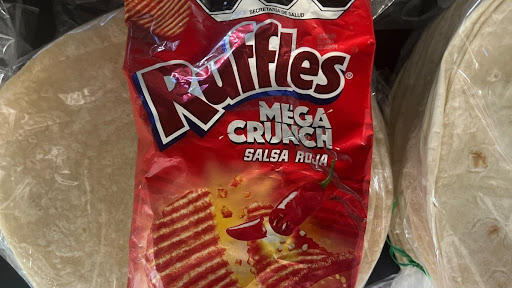 SECRETARÍA DE SALUD
Ruffles®
MEGA
CRUNCH
SALSA ROJA